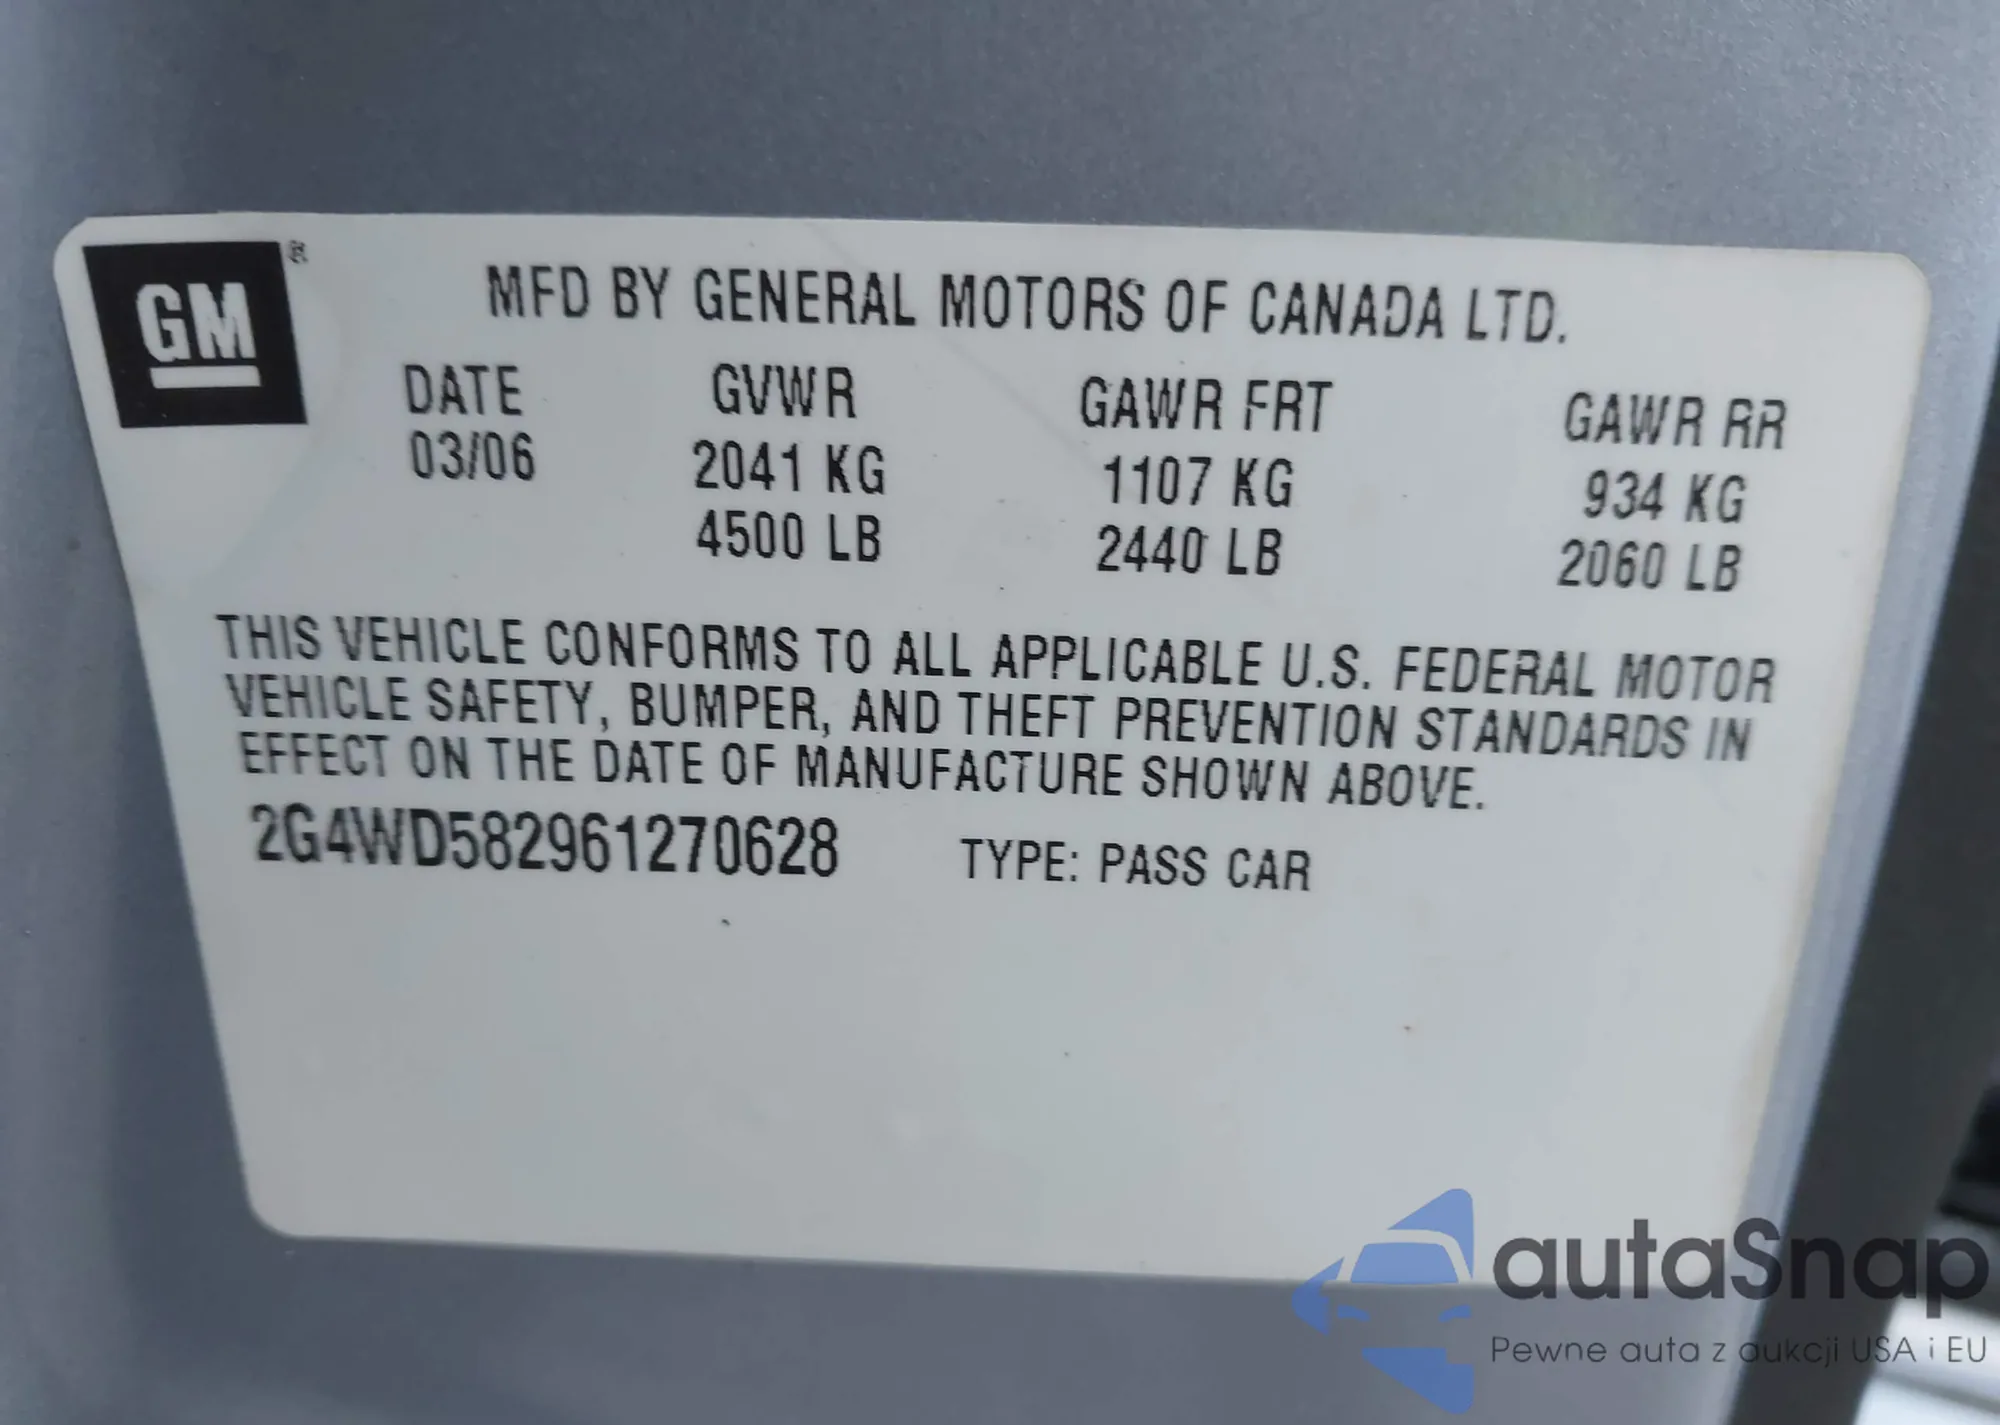 GM®
MFD BY GENERAL MOTORS OF CANADA LTD.
DATE GVWR GAWR FRT GAWR RR
03/06 2041 KG 1107 KG 934 KG
4500 LB 2440 LB 2060 LB
THIS VEHICLE CONFORMS TO ALL APPLICABLE U.S. FEDERAL MOTOR
VEHICLE SAFETY, BUMPER, AND THEFT PREVENTION STANDARDS IN
EFFECT ON THE DATE OF MANUFACTURE SHOWN ABOVE.
2G4WD582961270628 TYPE: PASS CAR
autaSnap
Pewne auta z aukcji USA i EU